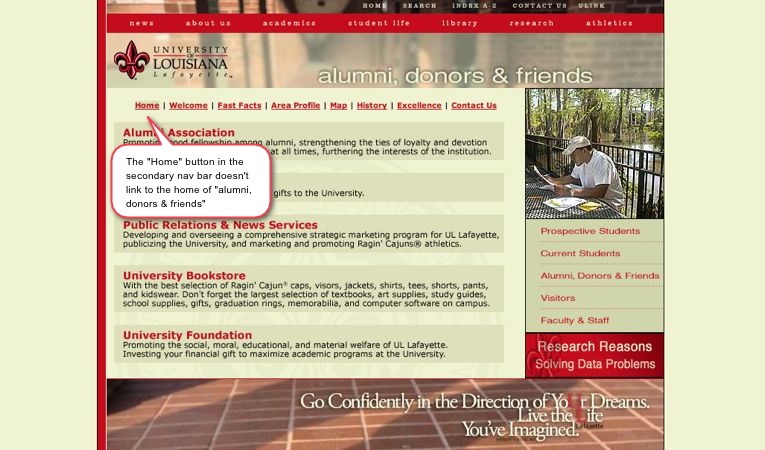 HOME SEARCH INDEX A-Z CONTACT US ULINK
news about us academics student life library research athletics
UNIVERSITY
OF
LOUISIANA
Lafayette™
alumni, donors & friends
Home | Welcome | Fast Facts | Area Profile | Map | History | Excellence | Contact Us
Alumni Association
good fellowship among alumni, strengthening the ties of loyalty and devotion
at all times, furthering the interests of the institution.
The "Home" button in the
secondary nav bar doesn't
link to the home of "alumni,
donors & friends"
gifts to the University.
Public Relations & News Services
Developing and overseeing a comprehensive strategic marketing program for UL Lafayette,
publicizing the University, and marketing and promoting Ragin' Cajuns® athletics.
University Bookstore
With the best selection of Ragin' Cajun® caps, visors, jackets, shirts, tees, shorts, pants,
and kidswear. Don't forget the largest selection of textbooks, art supplies, study guides,
school supplies, gifts, graduation rings, memorabilia, and computer software on campus.
University Foundation
Promoting the social, moral, educational, and material welfare of UL Lafayette.
Investing your financial gift to maximize academic programs at the University.
Prospective Students
Current Students
Alumni, Donors & Friends
Visitors
Faculty & Staff
Research Reasons
Solving Data Problems
Go Confidently in the Direction of Your Dreams.
Live the Life
Lafayette
You've Imagined.